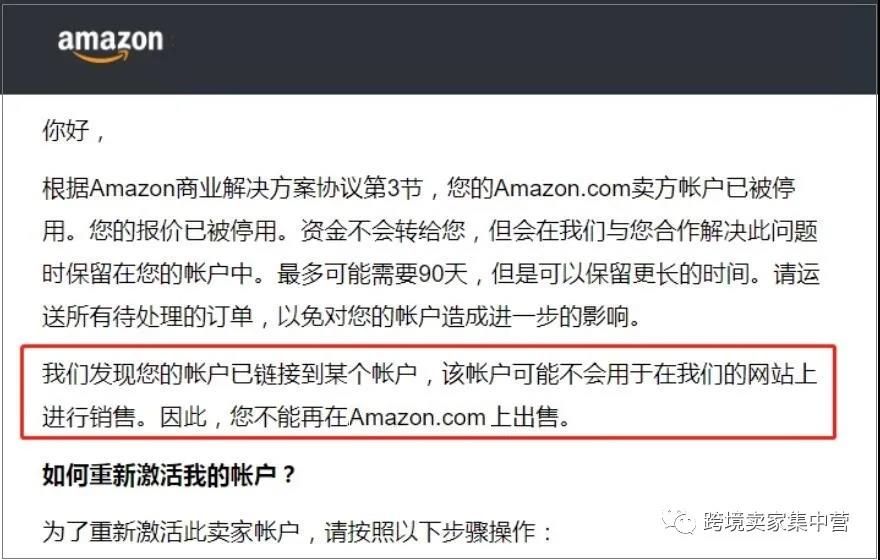 amazon
你好，
根据Amazon商业解决方案协议第3节，您的Amazon.com卖方帐户已被停
用。您的报价已被停用。资金不会转给您，但会在我们与您合作解决此问题
时保留在您的帐户中。最多可能需要90天，但是可以保留更长的时间。请运
送所有待处理的订单，以免对您的帐户造成进一步的影响。
我们发现您的帐户已链接到某个帐户，该帐户可能不会用于在我们的网站上
进行销售。因此，您不能再在Amazon.com上出售。
如何重新激活我的帐户？
为了重新激活此卖家帐户，请按照以下步骤操作：
跨境卖家集中营